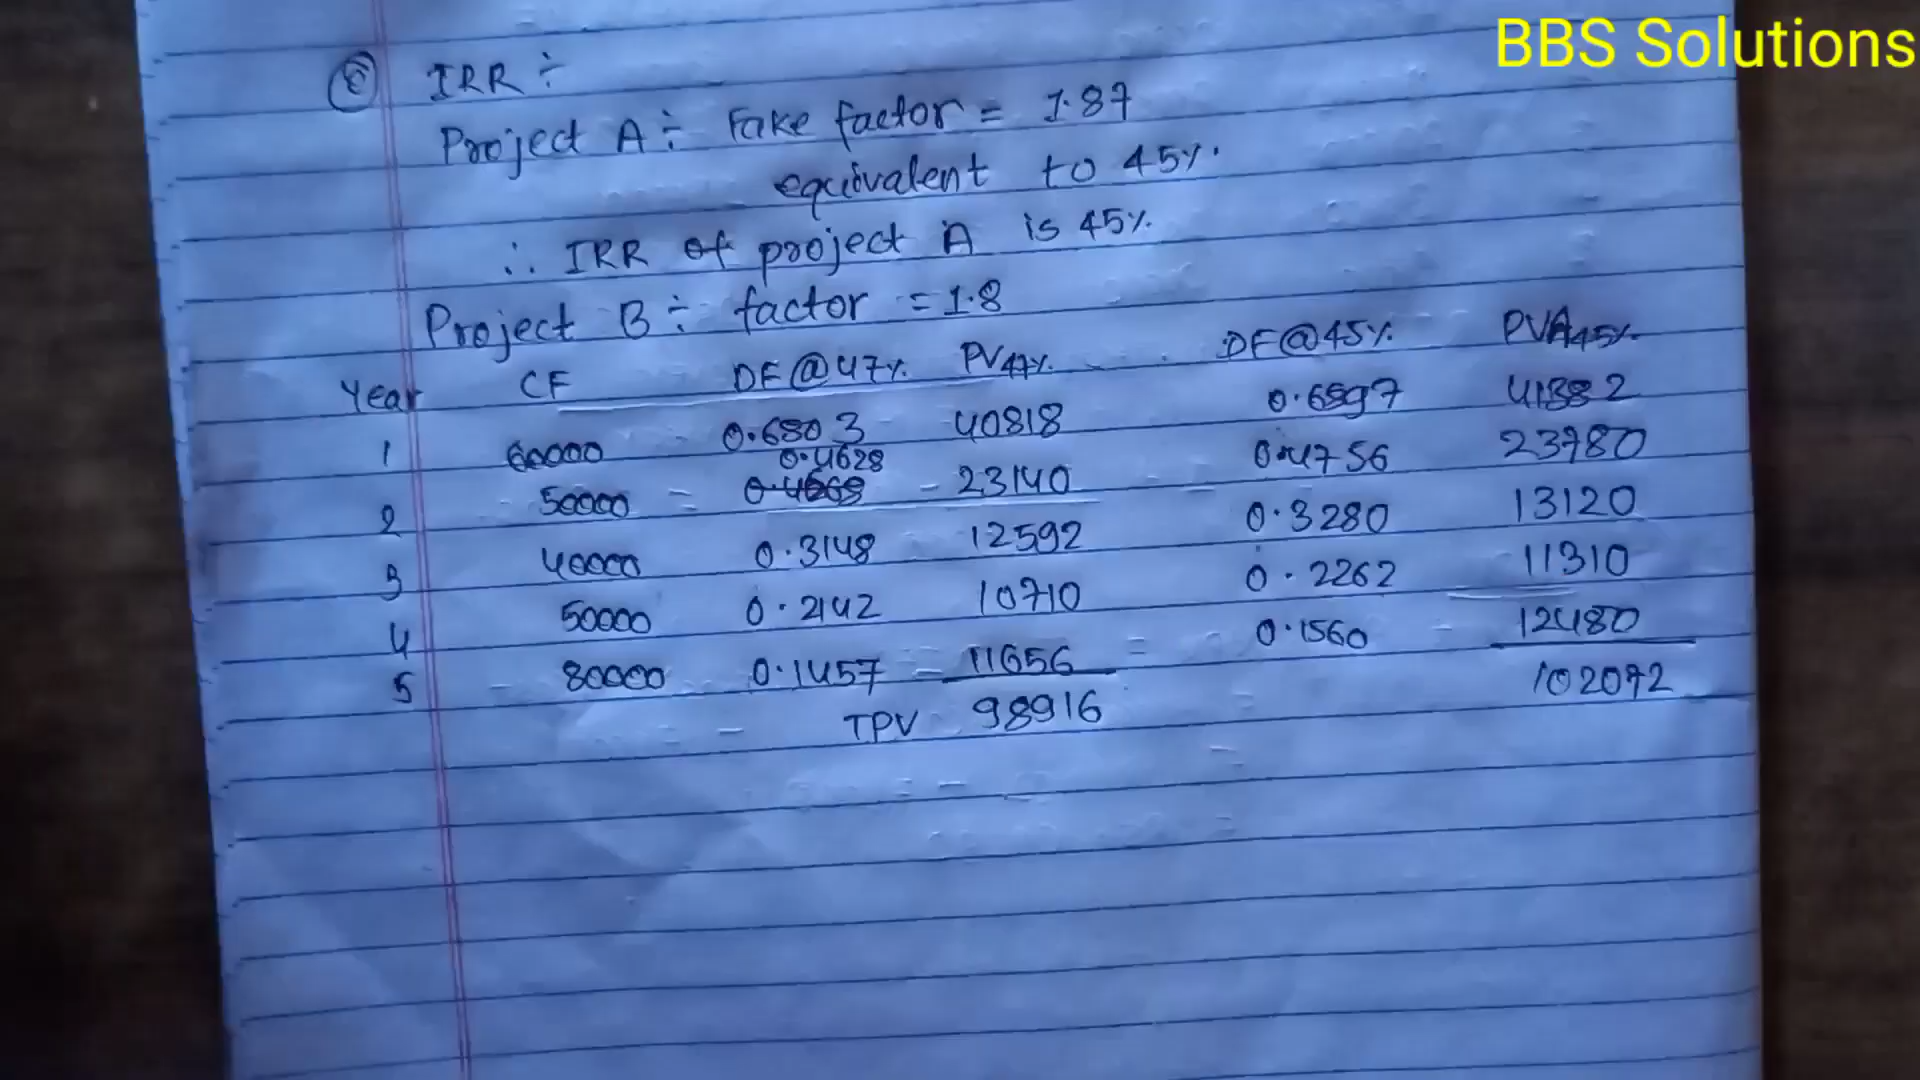 BBS Solutions
© IRR ÷
Project A ÷ Fake factor = 1.87
equivalent to 45%.
∴ IRR of project A is 45%.
Project B ÷ factor = 1.8
Year CF DF@47% PV47% DF@45% PVA45%
1 60000 0.6803 40818 0.6897 41382
0.4628
2 50000 = 23140 0.4756 23780
3 40000 0.3148 12592 0.3280 13120
4 50000 0.2142 10710 0.2262 11310
5 80000 0.1457 11656 0.1560 12480
TPV 98916 102072